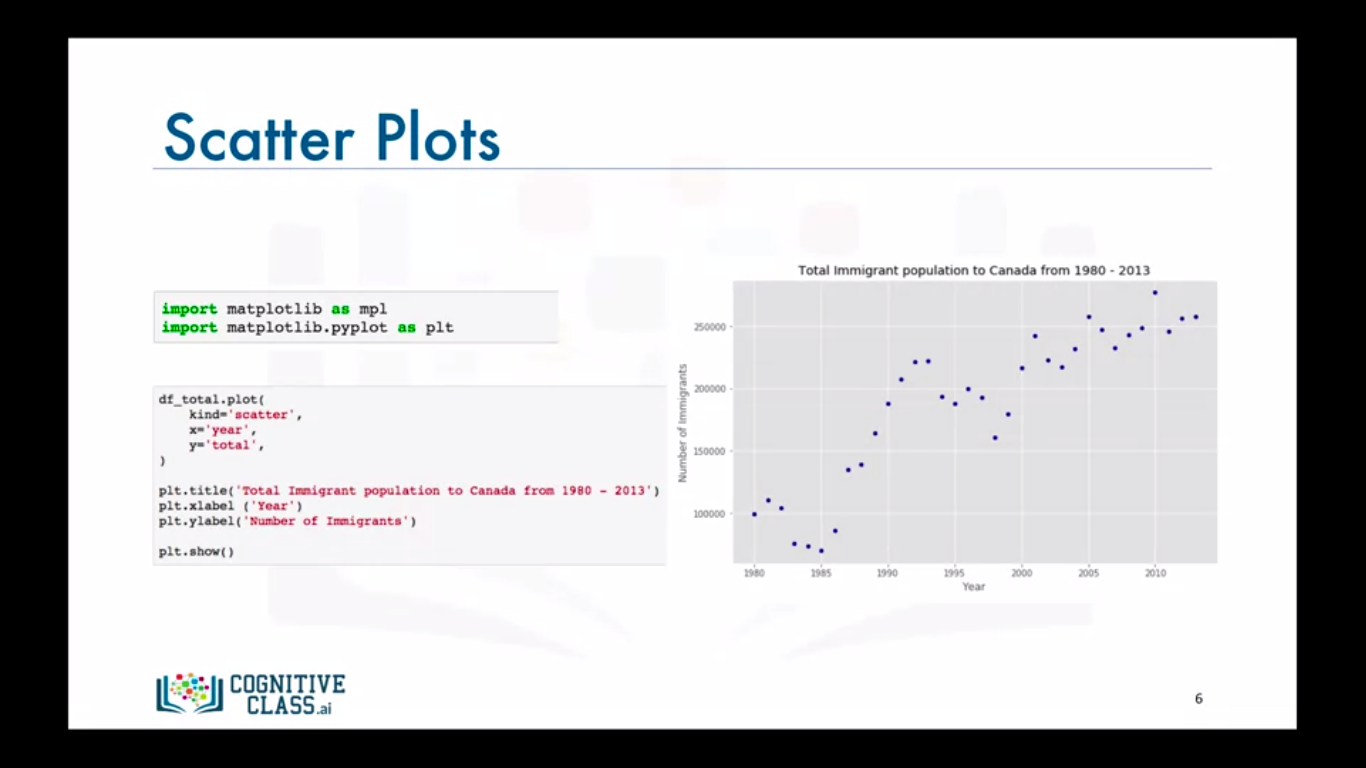 Scatter Plots
import matplotlib as mpl
import matplotlib.pyplot as plt
df_total.plot(
    kind='scatter',
    x='year',
    y='total',
)
plt.title('Total Immigrant population to Canada from 1980 - 2013')
plt.xlabel ('Year')
plt.ylabel('Number of Immigrants')
plt.show()
Total Immigrant population to Canada from 1980 - 2013
Number of Immigrants
250000
200000
150000
100000
1980 1985 1990 1995 2000 2005 2010
Year
COGNITIVE
CLASS.ai
6